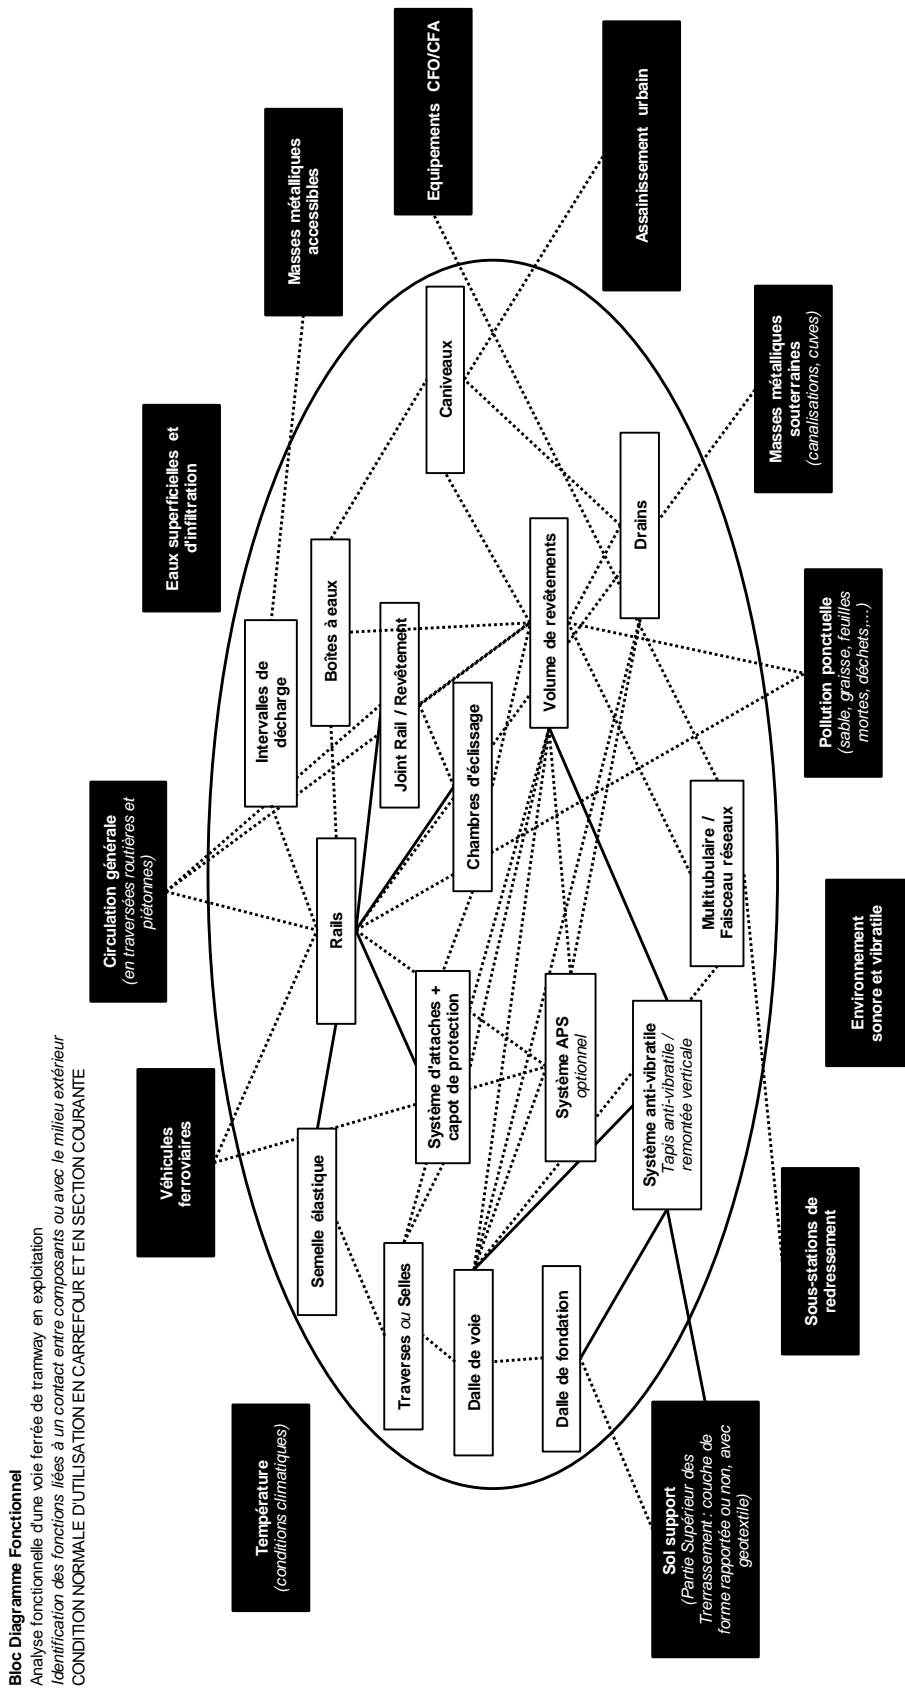 Bloc Diagramme Fonctionnel
Analyse fonctionnelle d'une voie ferrée de tramway en exploitation
Identification des fonctions liées à un contact entre composants ou avec le milieu extérieur
CONDITION NORMALE D'UTILISATION EN CARREFOUR ET EN SECTION COURANTE
Circulation générale
(en traversées routières et
piétonnes)
Véhicules
ferroviaires
Eaux superficielles et
d'infiltration
Température
(conditions climatiques)
Masses métalliques
accessibles
Intervalles de
décharge
Semelle élastique
Rails
Boîtes à eaux
Traverses ou Selles
Joint Rail / Revêtement
Equipements CFO/CFA
Système d'attaches +
capot de protection
Caniveaux
Dalle de voie
Chambres d'éclissage
Dalle de fondation
Système APS
optionnel
Volume de revêtements
Assainissement urbain
Drains
Système anti-vibratile
Tapis anti-vibratile /
remontée verticale
Sol support
(Partie Supérieur des
Trerrassement : couche de
forme rapportée ou non, avec
geotextile)
Multitubulaire /
Faisceau réseaux
Masses métalliques
souterraines
(canalisations, cuves)
Sous-stations de
redressement
Pollution ponctuelle
(sable, graisse, feuilles
mortes, déchets,...)
Environnement
sonore et vibratile